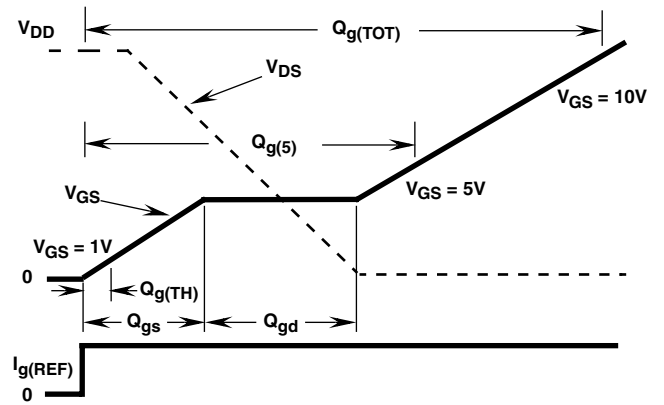 V_DD
Q_g(TOT)
V_DS
V_GS = 10V
Q_g(5)
V_GS
V_GS = 5V
V_GS = 1V
0
Q_g(TH)
Q_gs
Q_gd
I_g(REF)
0